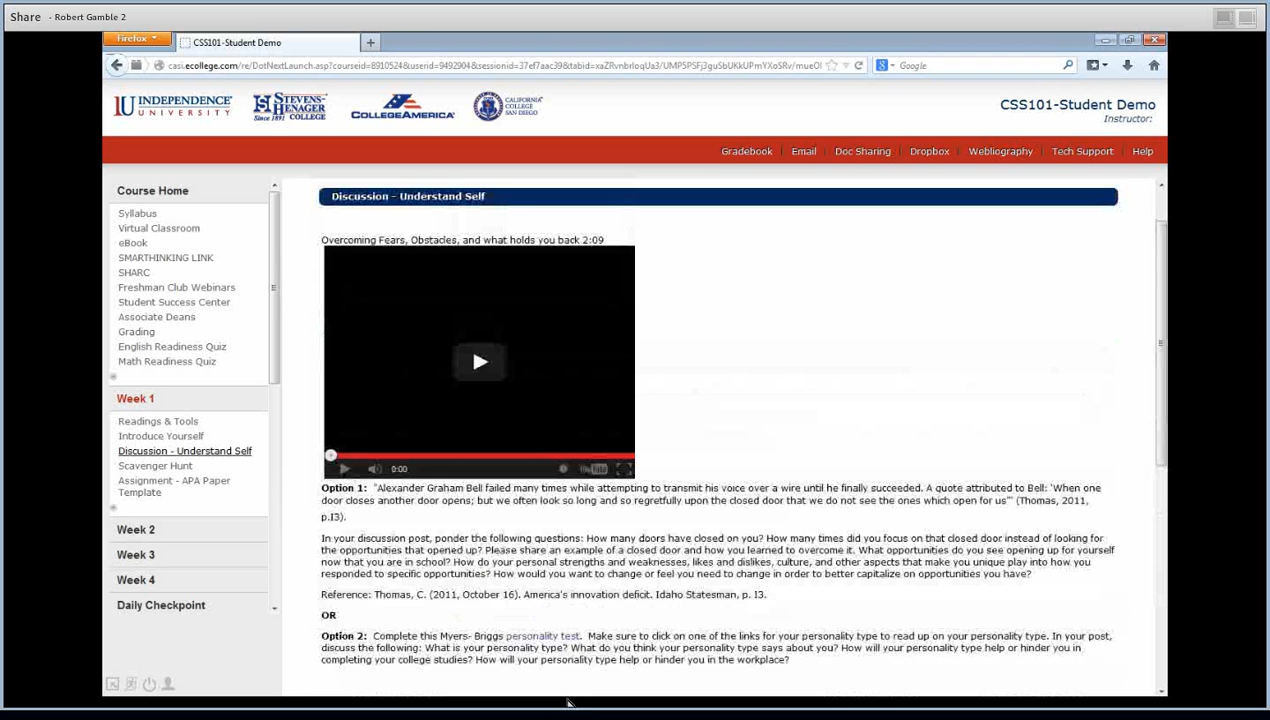 Share - Robert Gamble 2
Firefox
CSS101-Student Demo
Google
INDEPENDENCE
UNIVERSITY
STEVENS-
HENAGER
Since 1891 COLLEGE
COLLEGEAMERICA
CALIFORNIA
COLLEGE
SAN DIEGO
CSS101-Student Demo
Instructor:
Gradebook | Email | Doc Sharing | Dropbox | Webliography | Tech Support | Help
Course Home
Syllabus
Virtual Classroom
eBook
SMARTHINKING LINK
SHARC
Freshman Club Webinars
Student Success Center
Associate Deans
Grading
English Readiness Quiz
Math Readiness Quiz
Week 1
Readings & Tools
Introduce Yourself
Discussion - Understand Self
Scavenger Hunt
Assignment - APA Paper
Template
Week 2
Week 3
Week 4
Daily Checkpoint
Discussion - Understand Self
Overcoming Fears, Obstacles, and what holds you back 2:09
0:00
Option 1: "Alexander Graham Bell failed many times while attempting to transmit his voice over a wire until he finally succeeded. A quote attributed to Bell: 'When one
door closes another door opens; but we often look so long and so regretfully upon the closed door that we do not see the ones which open for us'" (Thomas, 2011,
p.I3).
In your discussion post, ponder the following questions: How many doors have closed on you? How many times did you focus on that closed door instead of looking for
the opportunities that opened up? Please share an example of a closed door and how you learned to overcome it. What opportunities do you see opening up for yourself
now that you are in school? How do your personal strengths and weaknesses, likes and dislikes, culture, and other aspects that make you unique play into how you
responded to specific opportunities? How would you want to change or feel you need to change in order to better capitalize on opportunities you have?
Reference: Thomas, C. (2011, October 16). America's innovation deficit. Idaho Statesman, p. I3.
OR
Option 2: Complete this Myers- Briggs personality test. Make sure to click on one of the links for your personality type to read up on your personality type. In your post,
discuss the following: What is your personality type? What do you think your personality type says about you? How will your personality type help or hinder you in
completing your college studies? How will your personality type help or hinder you in the workplace?